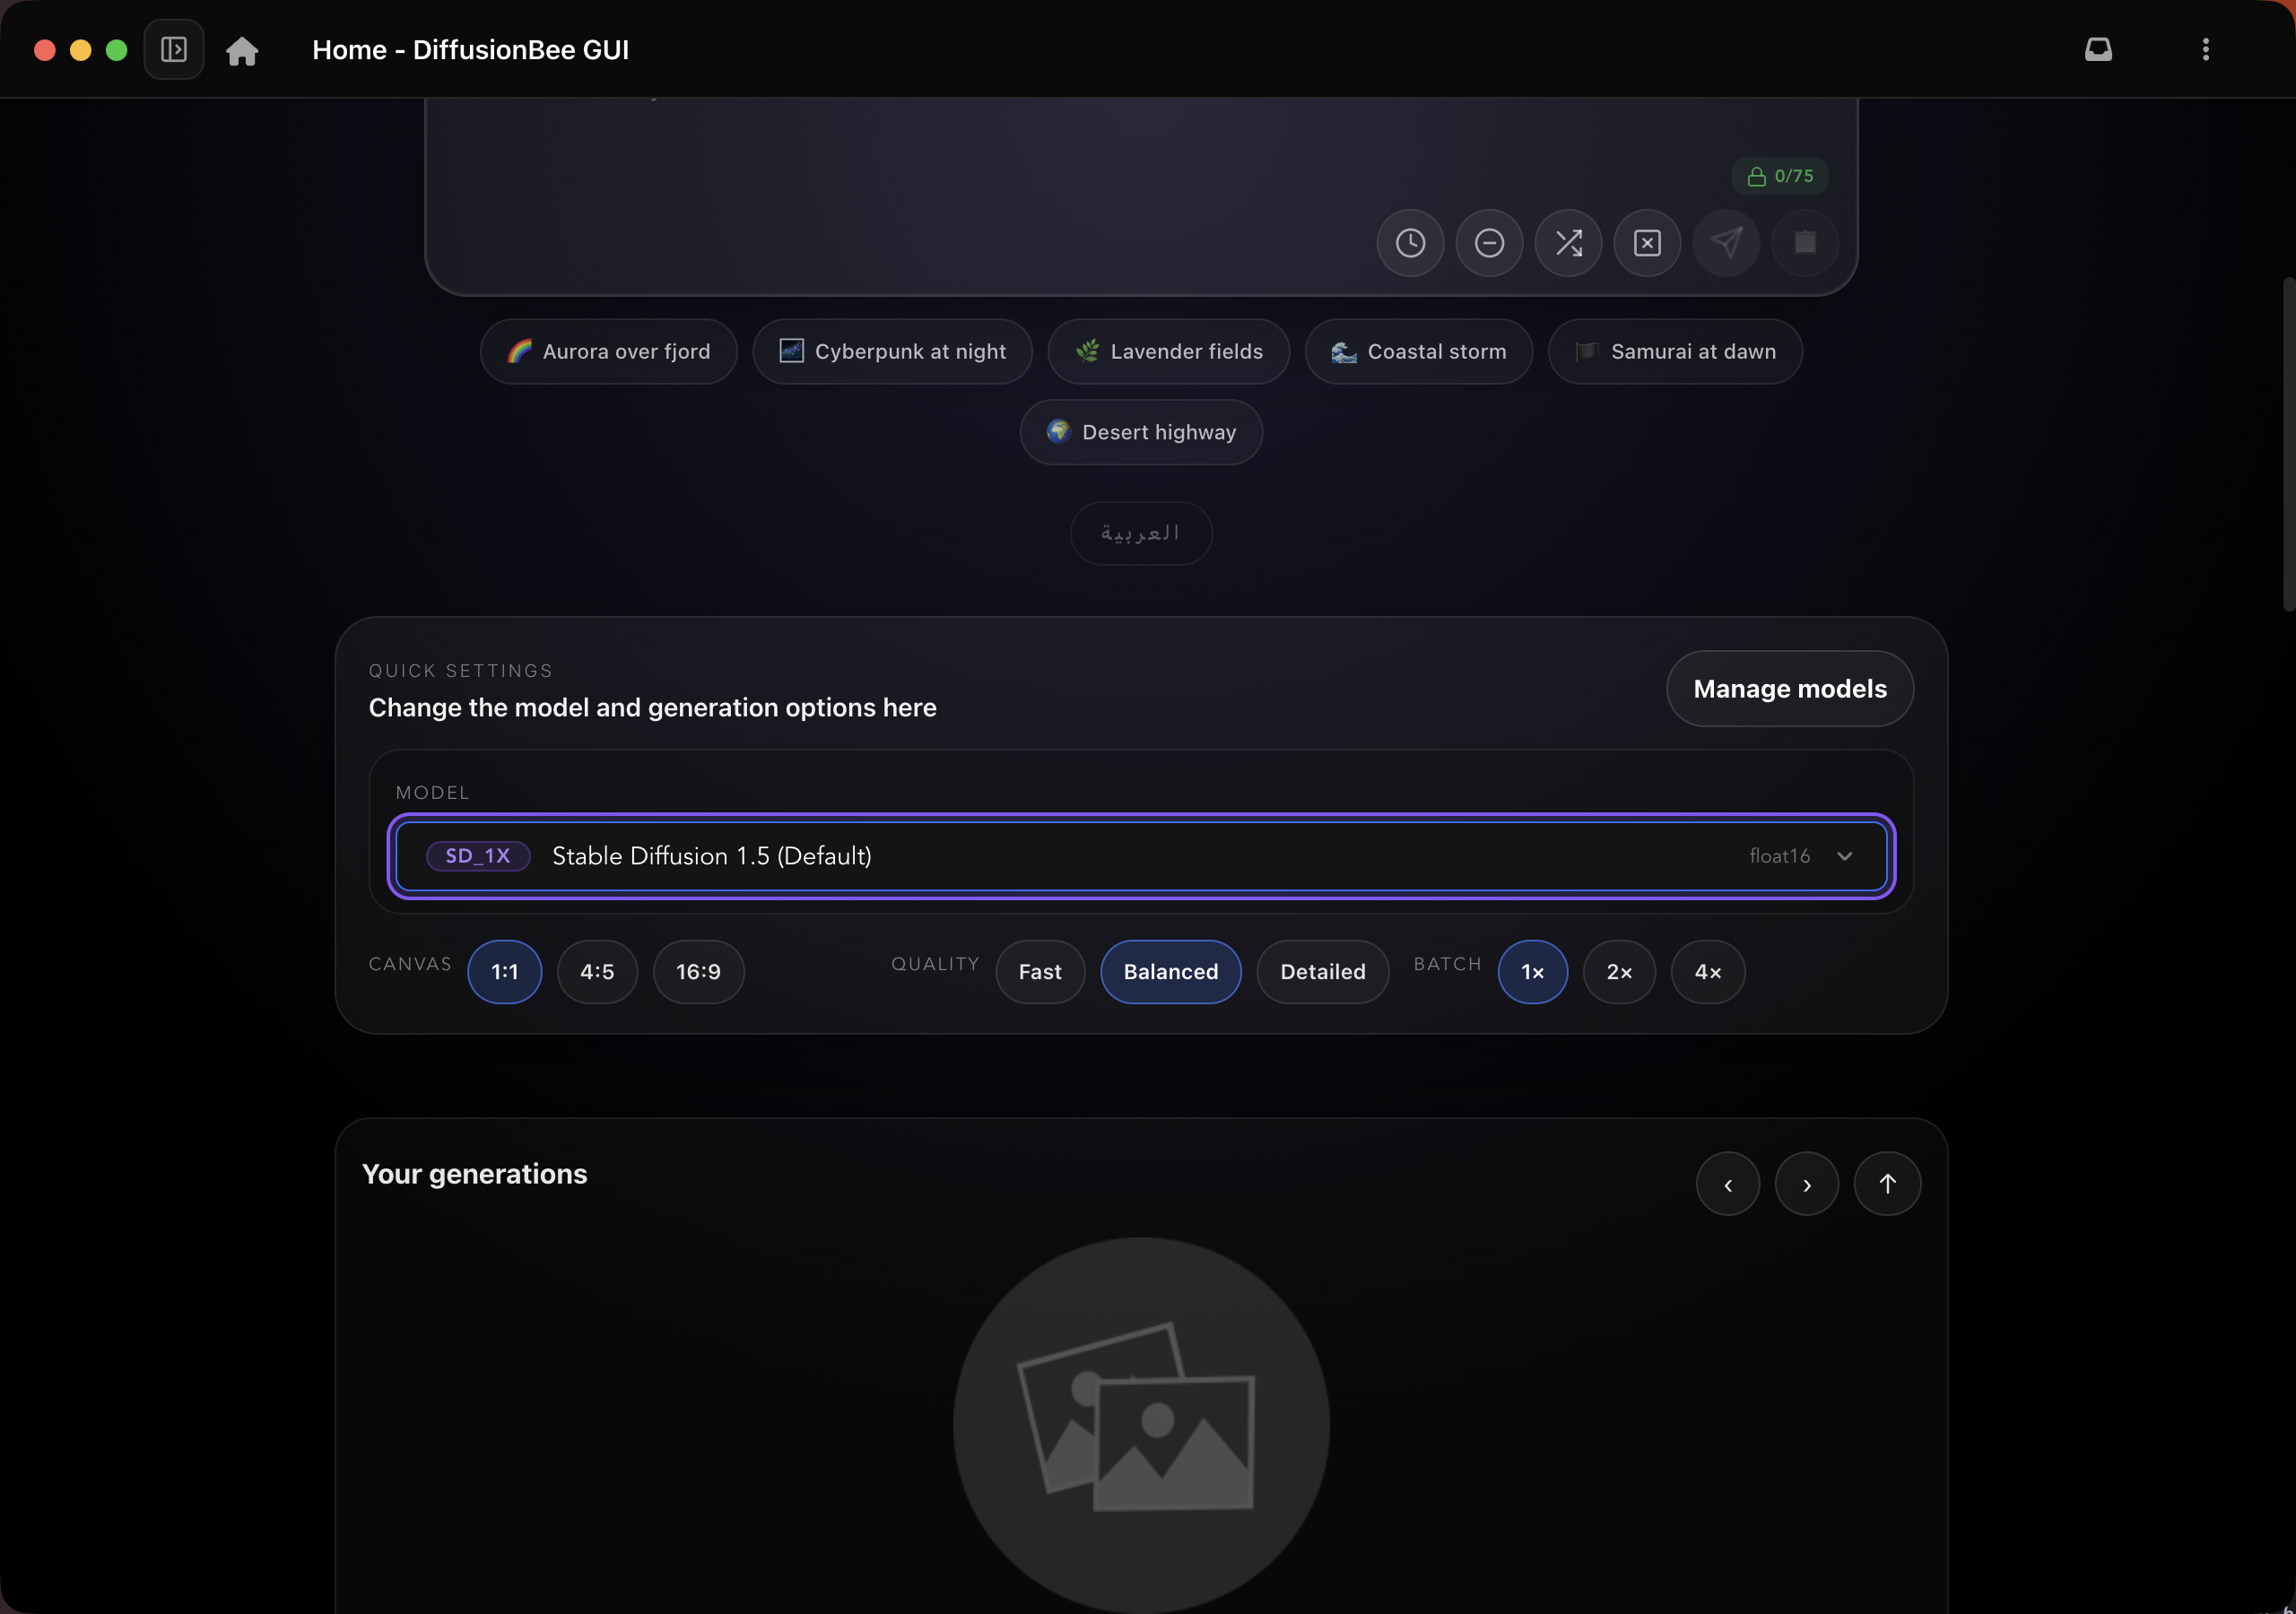 Home - DiffusionBee GUI
0/75
Aurora over fjord
Cyberpunk at night
Lavender fields
Coastal storm
Samurai at dawn
Desert highway
العربية
QUICK SETTINGS
Change the model and generation options here
Manage models
MODEL
SD_1X Stable Diffusion 1.5 (Default) float16
CANVAS 1:1 4:5 16:9 QUALITY Fast Balanced Detailed BATCH 1× 2× 4×
Your generations